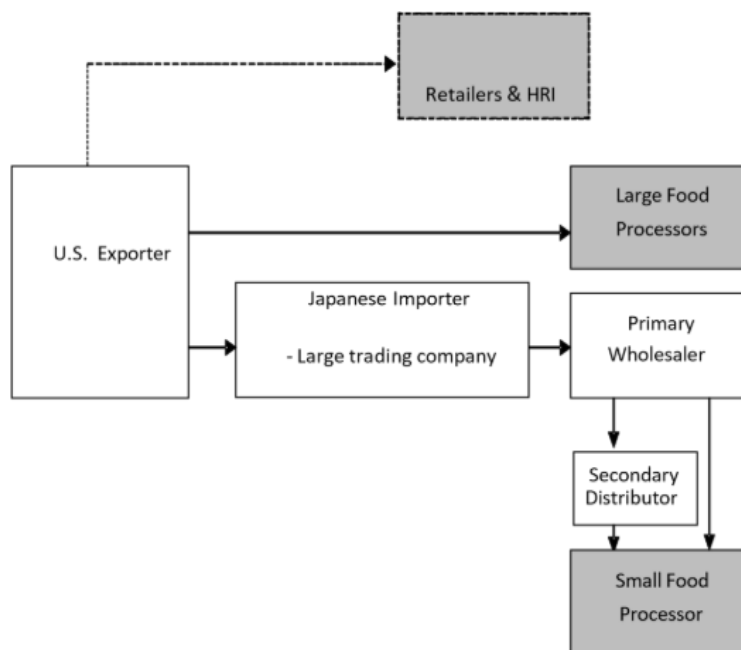 Retailers & HRI
Large Food
Processors
U.S. Exporter
Japanese Importer
- Large trading company
Primary
Wholesaler
Secondary
Distributor
Small Food
Processor